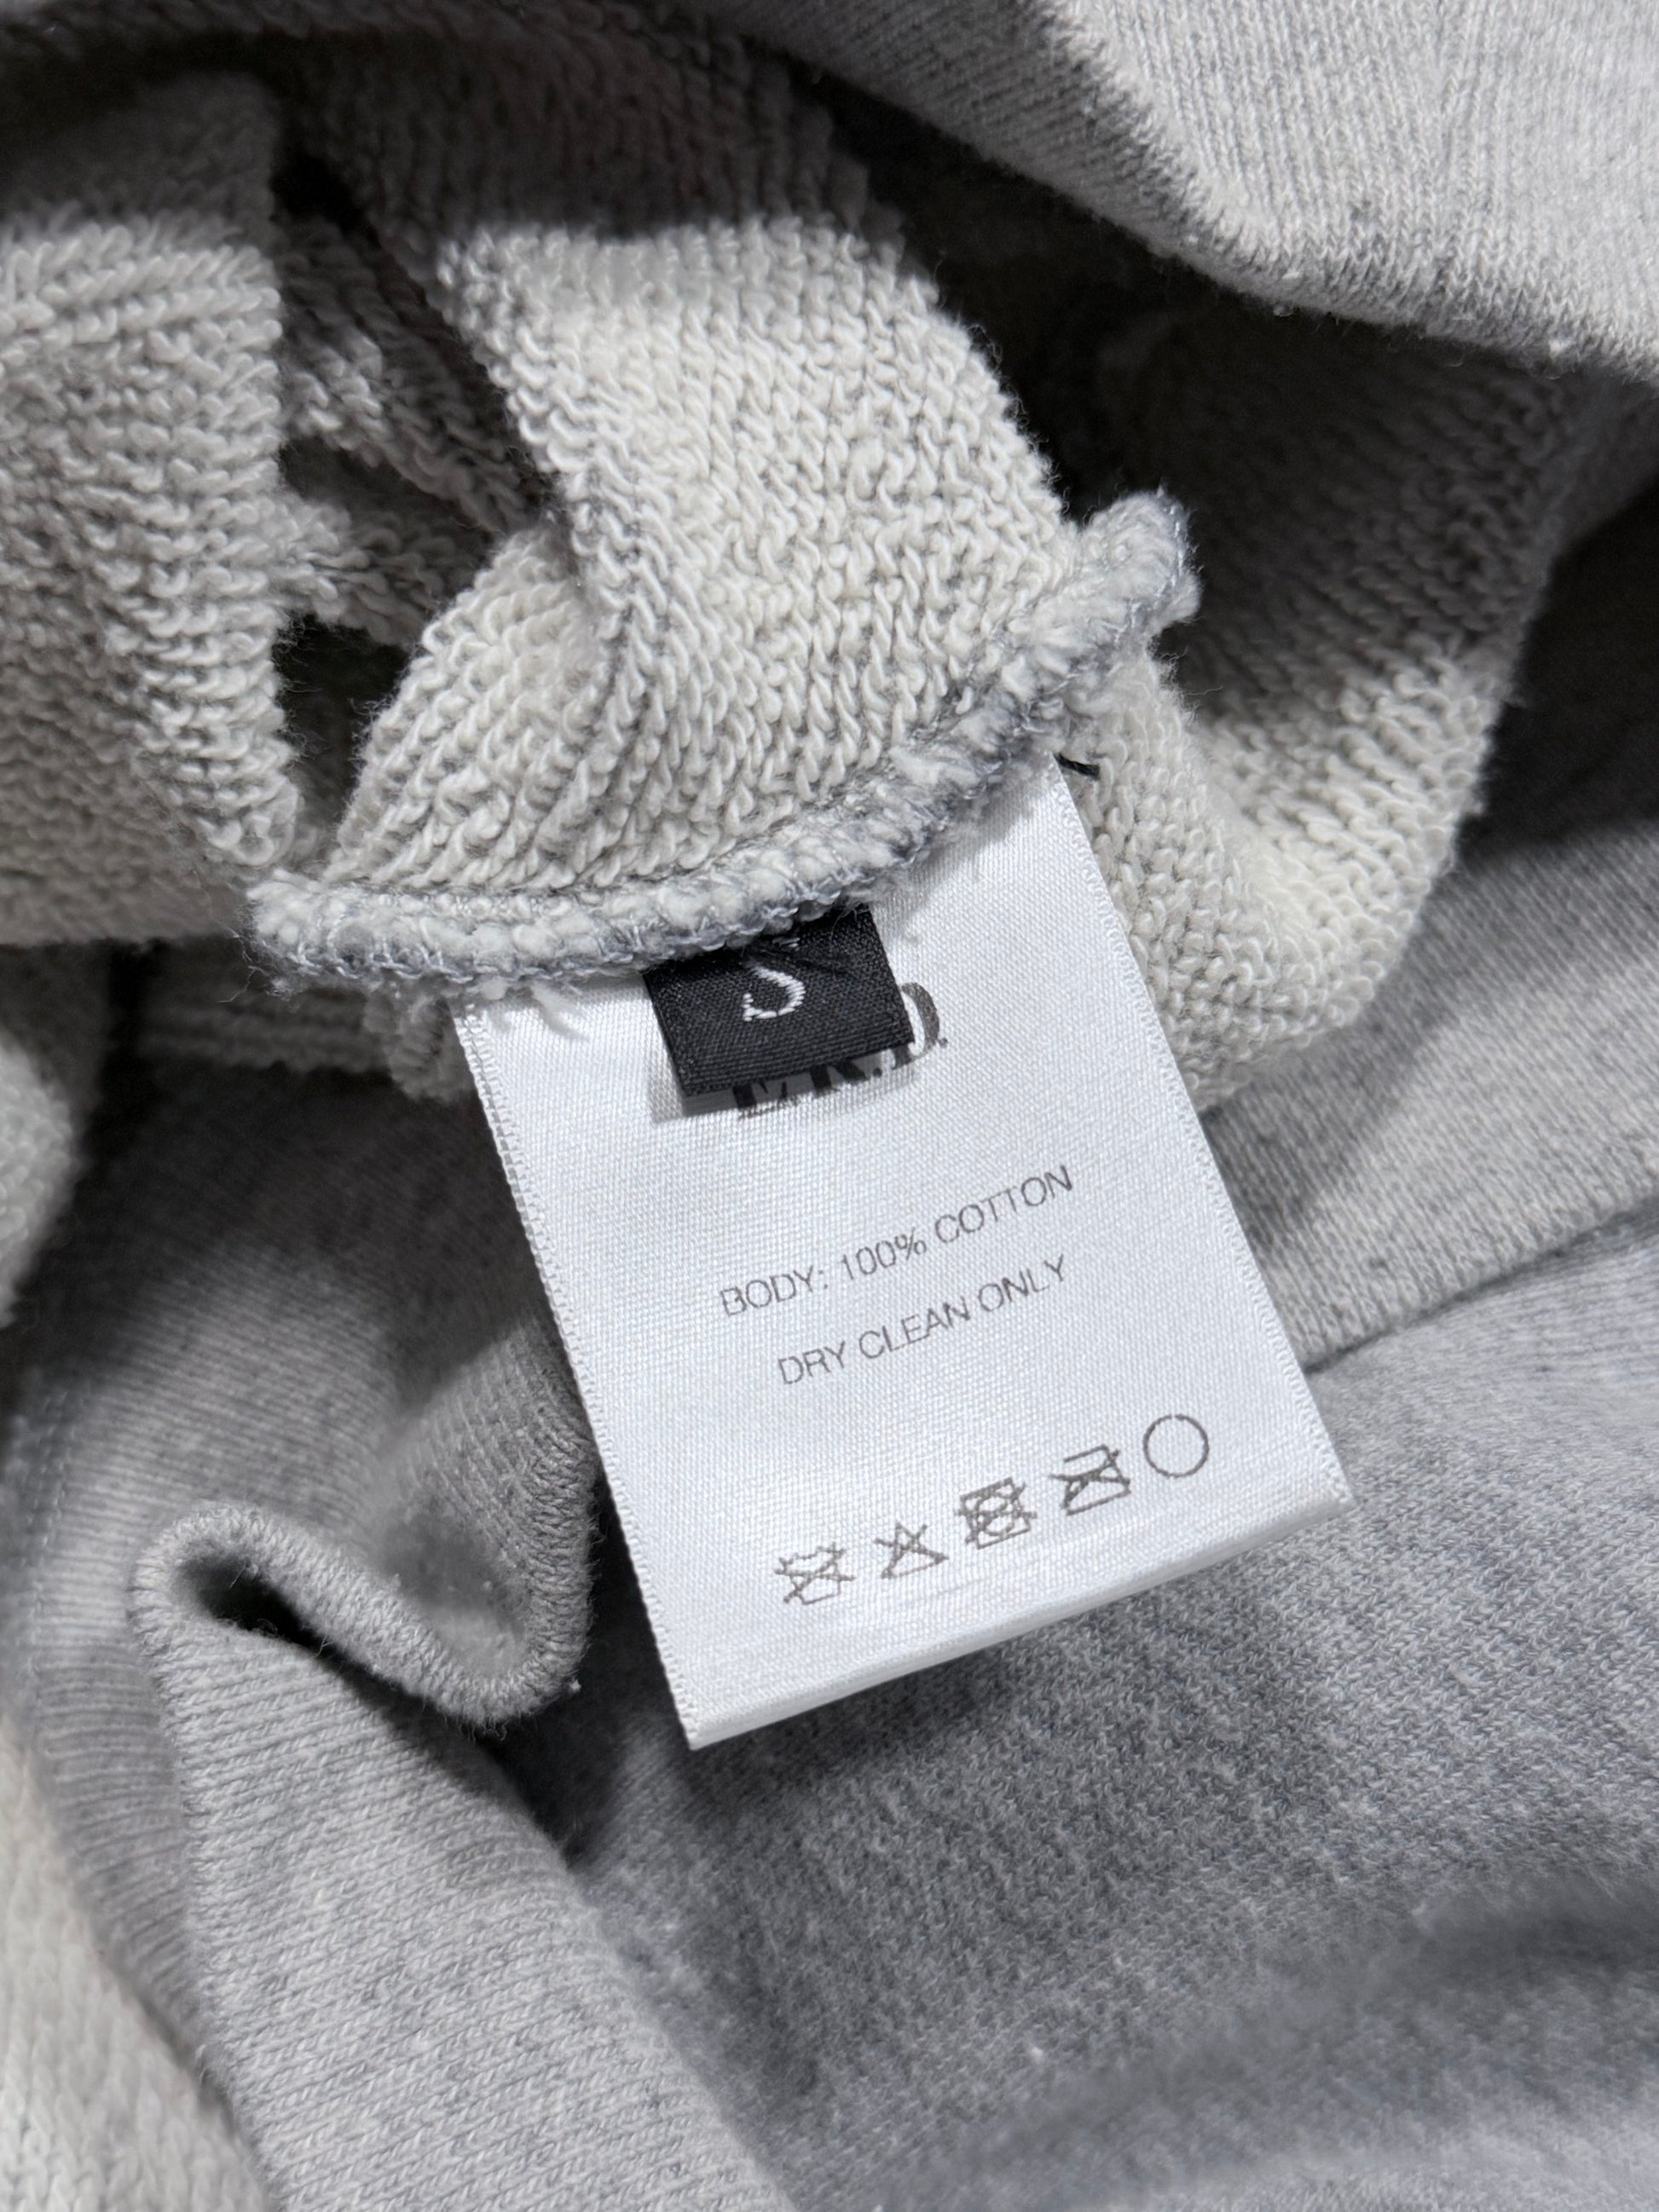 S
BODY: 100% COTTON
DRY CLEAN ONLY